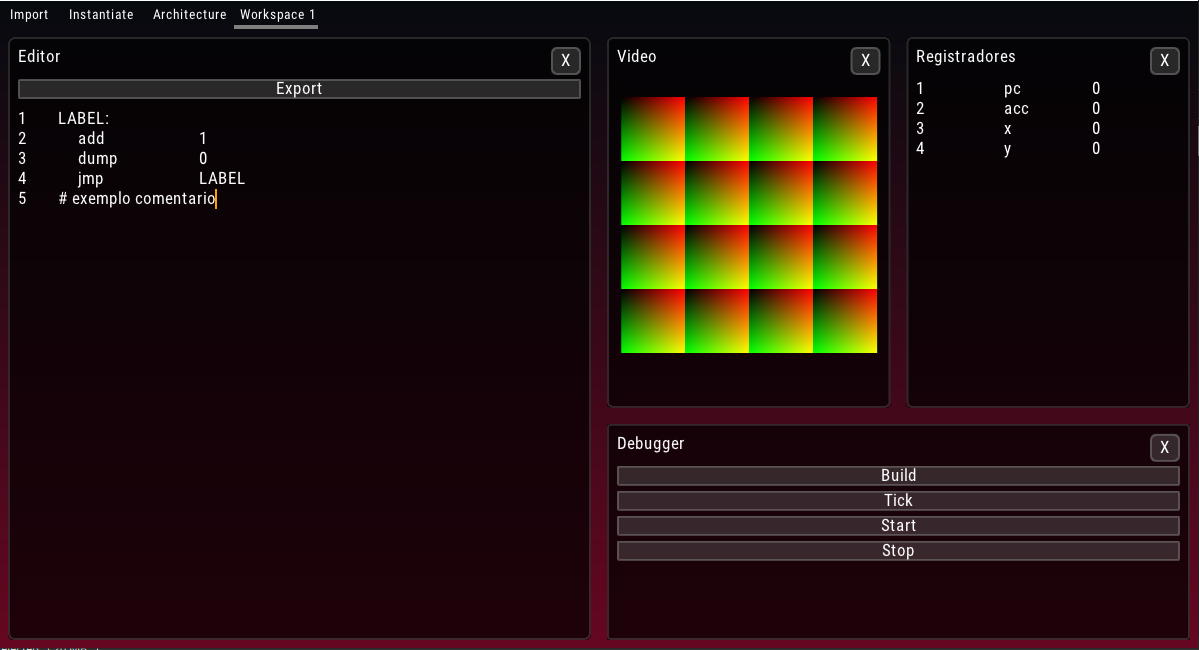 Import Instantiate Architecture Workspace 1
Editor X
Export
1 LABEL:
2 add 1
3 dump 0
4 jmp LABEL
5 # exemplo comentario
Video X
Registradores X
1 pc 0
2 acc 0
3 x 0
4 y 0
Debugger X
Build
Tick
Start
Stop